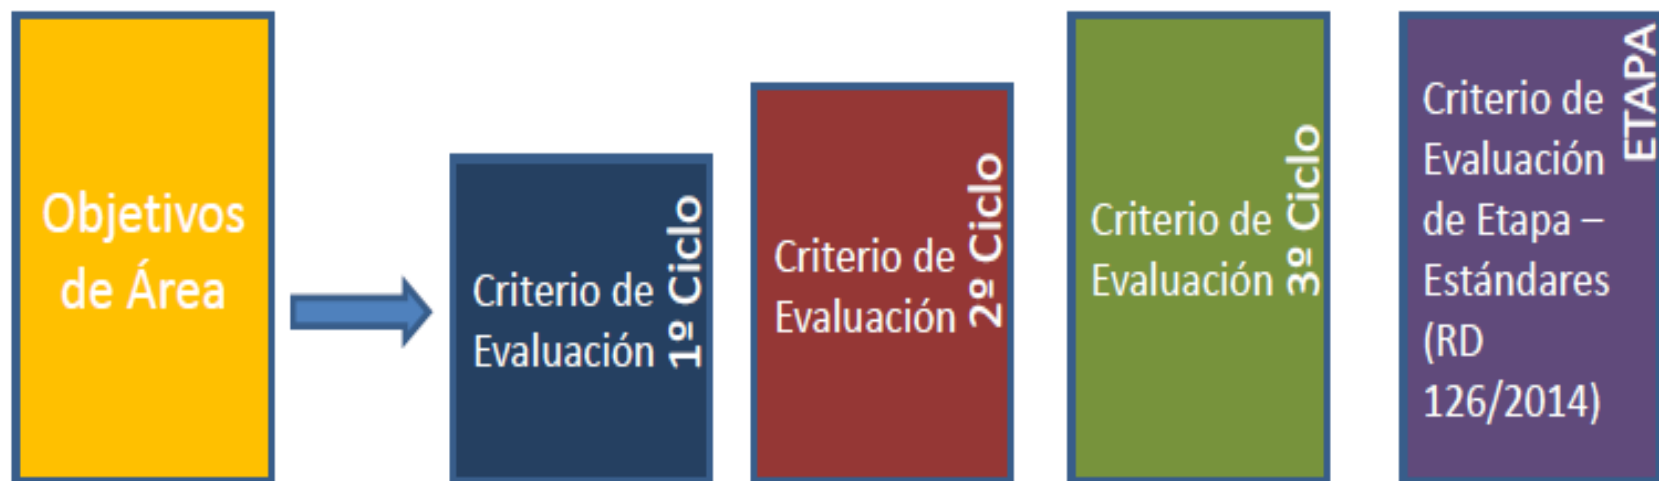 Objetivos
de Área
Criterio de
Evaluación
1º Ciclo
Criterio de
Evaluación
2º Ciclo
Criterio de
Evaluación
3º Ciclo
Criterio de
Evaluación
de Etapa –
Estándares
(RD
126/2014)
ETAPA